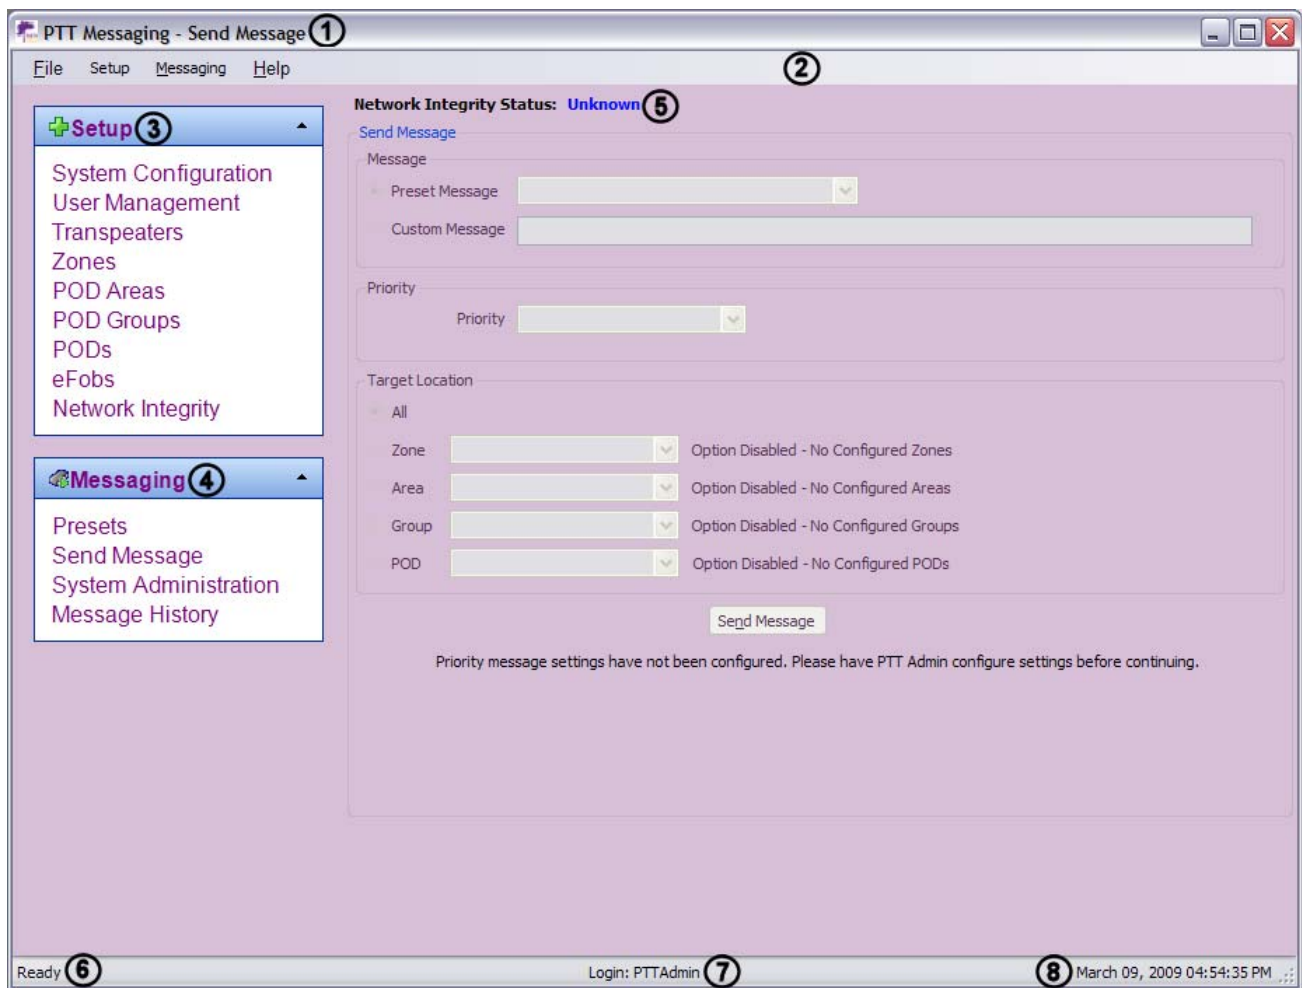 PTT Messaging - Send Message 1
File Setup Messaging Help 2
Network Integrity Status: Unknown 5
Setup 3
System Configuration
User Management
Transpeaters
Zones
POD Areas
POD Groups
PODs
eFobs
Network Integrity
Messaging 4
Presets
Send Message
System Administration
Message History
Send Message
Message
Preset Message
Custom Message
Priority
Priority
Target Location
All
Zone Option Disabled - No Configured Zones
Area Option Disabled - No Configured Areas
Group Option Disabled - No Configured Groups
POD Option Disabled - No Configured PODs
Send Message
Priority message settings have not been configured. Please have PTT Admin configure settings before continuing.
Ready 6 Login: PTTAdmin 7 8 March 09, 2009 04:54:35 PM